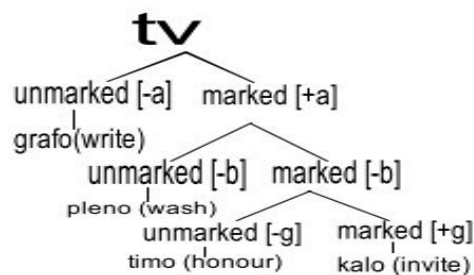 tv
unmarked [-a] marked [+a]
grafo(write)
unmarked [-b] marked [-b]
pleno (wash)
unmarked [-g] marked [+g]
timo (honour) kalo (invite)